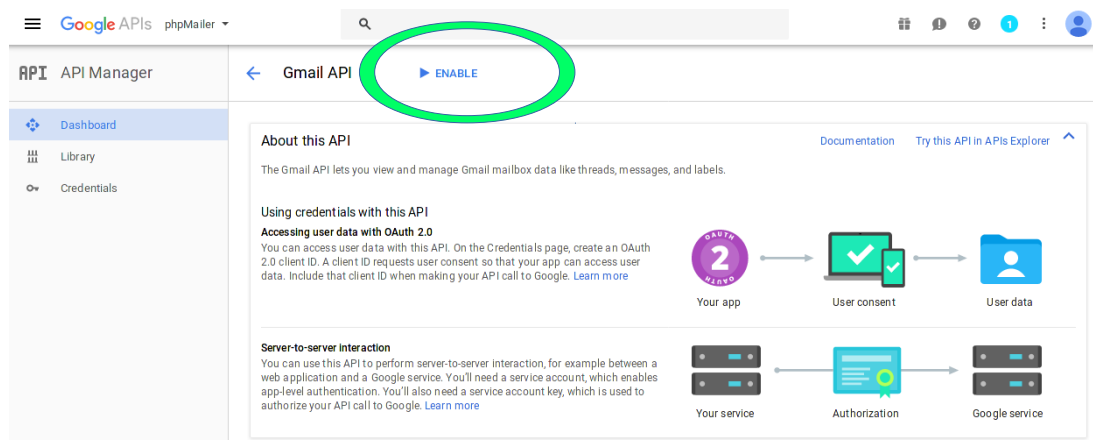 Google APIs phpMailer
1
API API Manager
Gmail API
ENABLE
Dashboard
Library
Credentials
About this API
Documentation
Try this API in APIs Explorer
The Gmail API lets you view and manage Gmail mailbox data like threads, messages, and labels.
Using credentials with this API
Accessing user data with OAuth 2.0
You can access user data with this API. On the Credentials page, create an OAuth
2.0 client ID. A client ID requests user consent so that your app can access user
data. Include that client ID when making your API call to Google. Learn more
OAUTH
2
OAUTH
Your app
User consent
User data
Server-to-server interaction
You can use this API to perform server-to-server interaction, for example between a
web application and a Google service. You'll need a service account, which enables
app-level authentication. You'll also need a service account key, which is used to
authorize your API call to Google. Learn more
Your service
Authorization
Google service